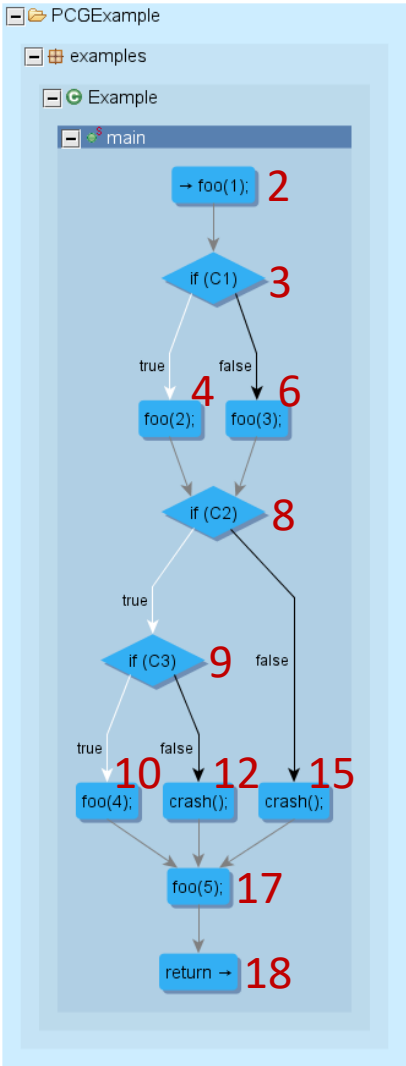 PCGExample
examples
Example
main
→ foo(1); 2
if (C1) 3
true false
4 6
foo(2); foo(3);
if (C2) 8
true
if (C3) 9 false
true false
10 12 15
foo(4); crash(); crash();
foo(5); 17
return → 18